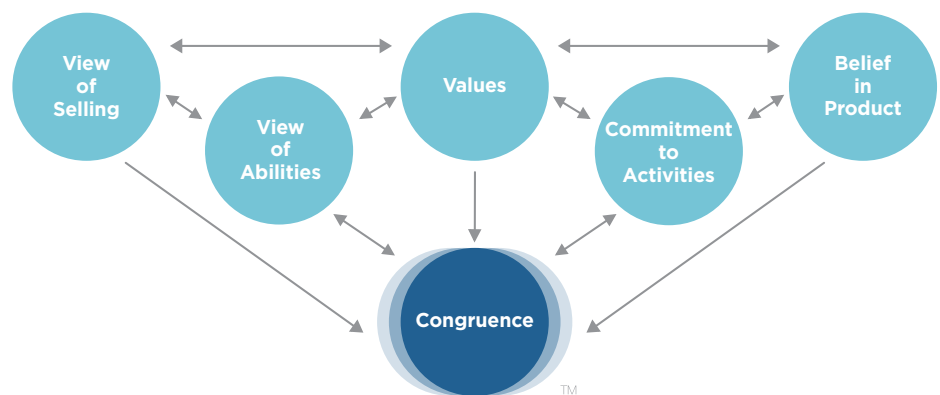 View
of
Selling
View
of
Abilities
Values
Commitment
to
Activities
Belief
in
Product
Congruence
TM